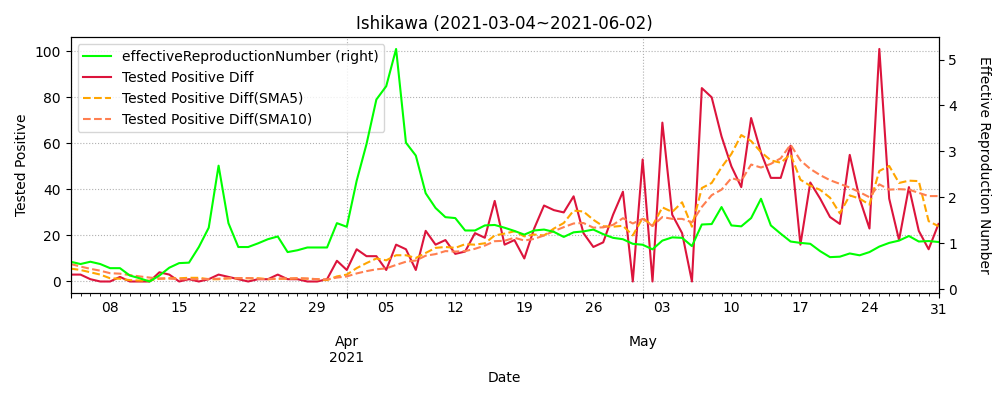 Ishikawa (2021-03-04~2021-06-02)
effectiveReproductionNumber (right)
Tested Positive Diff
Tested Positive Diff(SMA5)
Tested Positive Diff(SMA10)
Tested Positive
100
80
60
40
20
0
Effective Reproduction Number
5
4
3
2
1
0
08 15 22 29 05 12 19 26 03 10 17 24 31
Apr May
2021
Date